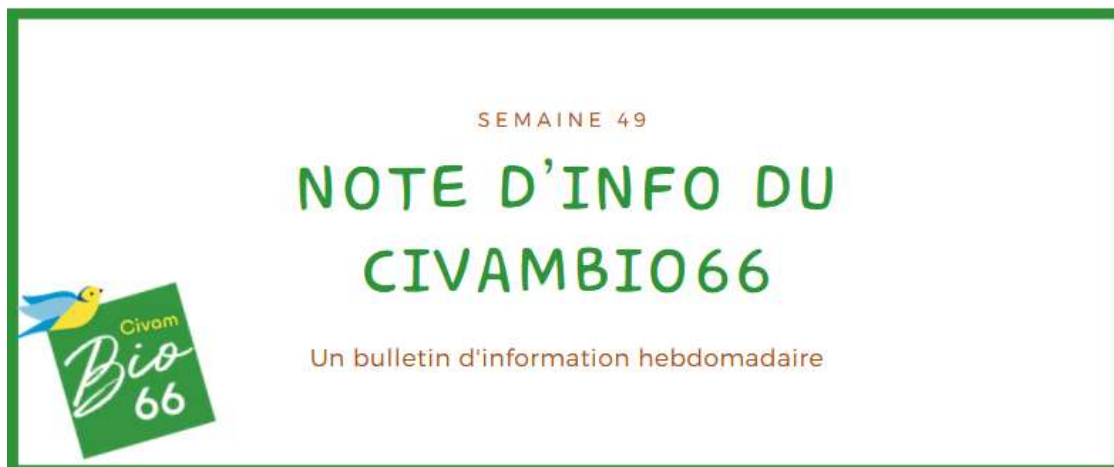 SEMAINE 49
NOTE D'INFO DU
CIVAMBIO66
Un bulletin d'information hebdomadaire
Civam
Bio
66